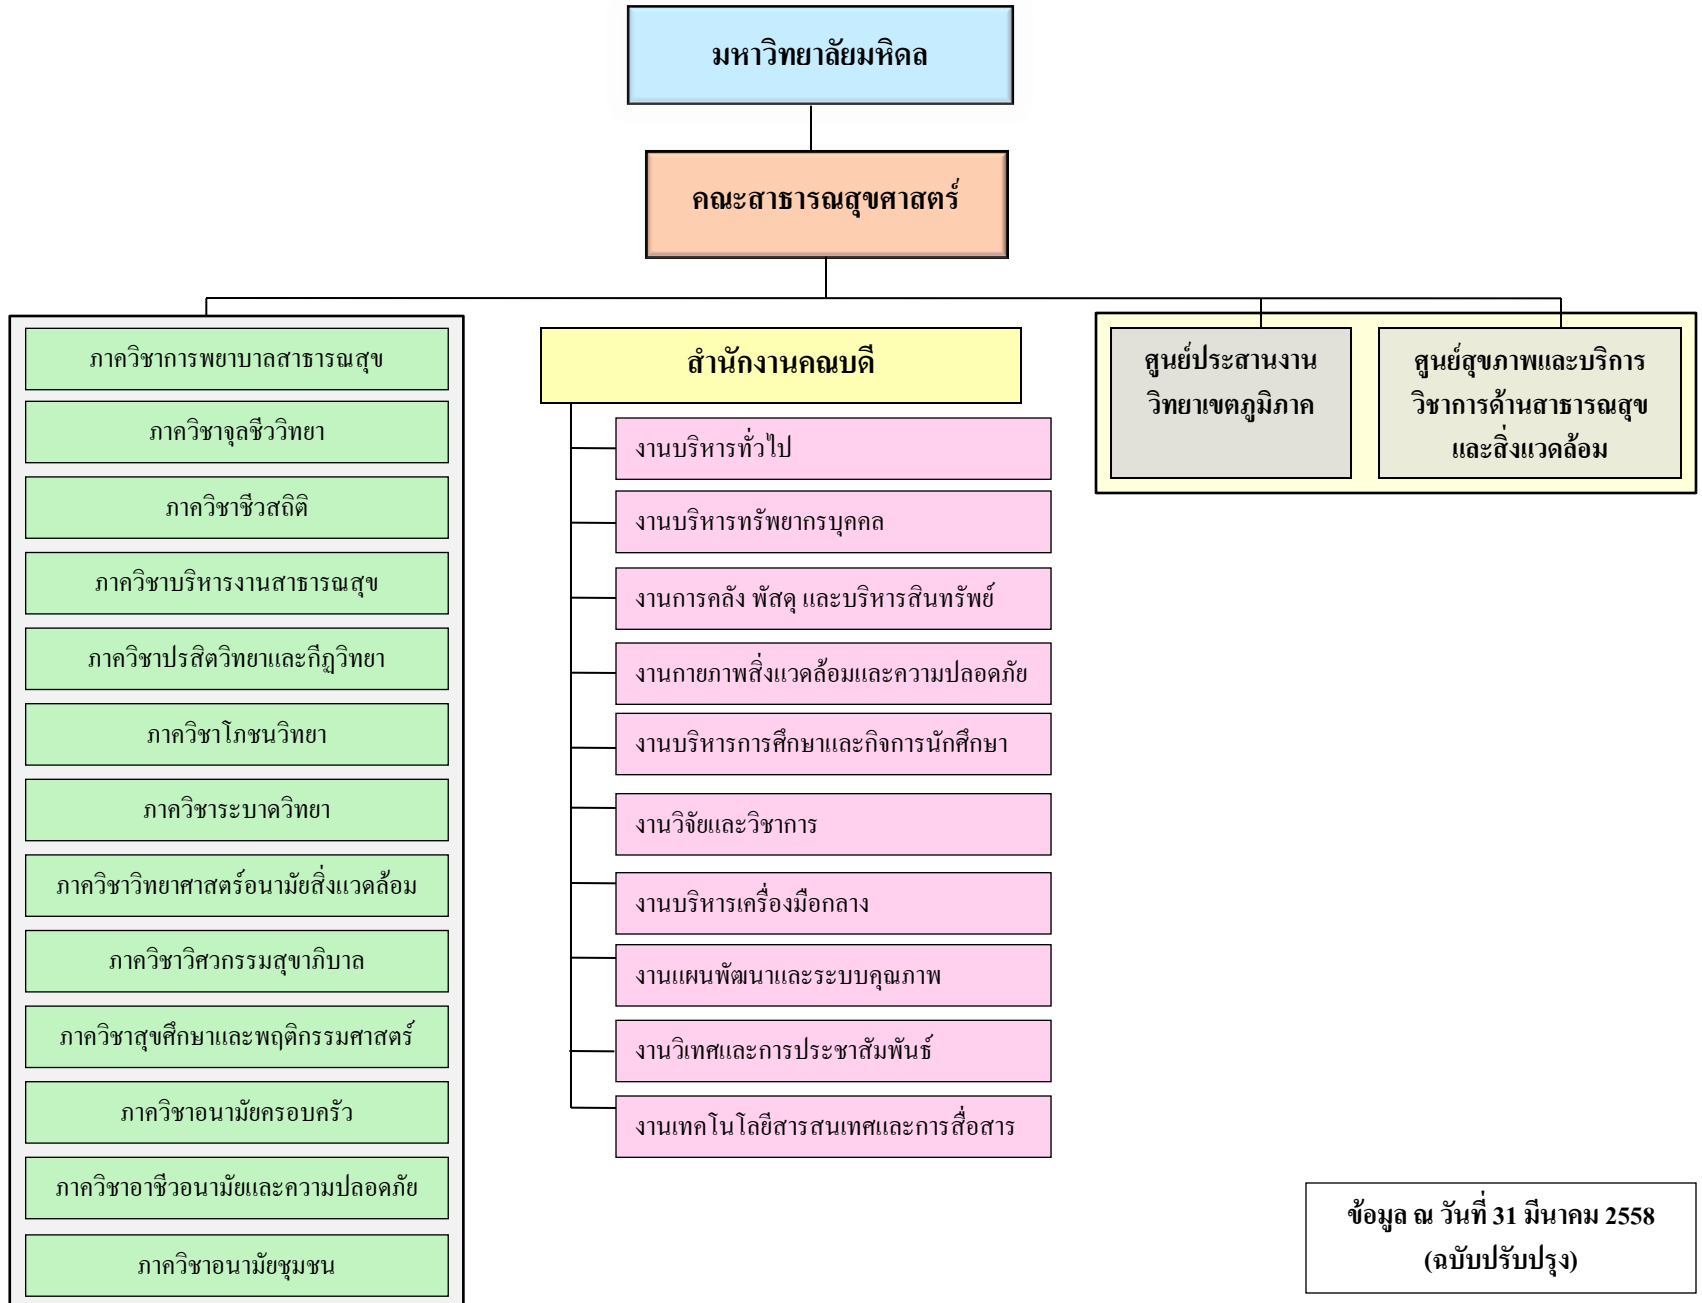 มหาวิทยาลัยมหิดล
คณะสาธารณสุขศาสตร์
ภาควิชาการพยาบาลสาธารณสุข
ภาควิชาจุลชีววิทยา
ภาควิชาชีวสถิติ
ภาควิชาบริหารงานสาธารณสุข
ภาควิชาปรสิตวิทยาและกีฏวิทยา
ภาควิชาโภชนวิทยา
ภาควิชาระบาดวิทยา
ภาควิชาวิทยาศาสตร์อนามัยสิ่งแวดล้อม
ภาควิชาวิศวกรรมสุขาภิบาล
ภาควิชาสุขศึกษาและพฤติกรรมศาสตร์
ภาควิชาอนามัยครอบครัว
ภาควิชาอาชีวอนามัยและความปลอดภัย
ภาควิชาอนามัยชุมชน
สำนักงานคณบดี
งานบริหารทั่วไป
งานบริหารทรัพยากรบุคคล
งานการคลัง พัสดุ และบริหารสินทรัพย์
งานกายภาพสิ่งแวดล้อมและความปลอดภัย
งานบริหารการศึกษาและกิจการนักศึกษา
งานวิจัยและวิชาการ
งานบริหารเครื่องมือกลาง
งานแผนพัฒนาและระบบคุณภาพ
งานวิเทศและการประชาสัมพันธ์
งานเทคโนโลยีสารสนเทศและการสื่อสาร
ศูนย์ประสานงาน
วิทยาเขตภูมิภาค
ศูนย์สุขภาพและบริการ
วิชาการด้านสาธารณสุข
และสิ่งแวดล้อม
ข้อมูล ณ วันที่ 31 มีนาคม 2558
(ฉบับปรับปรุง)